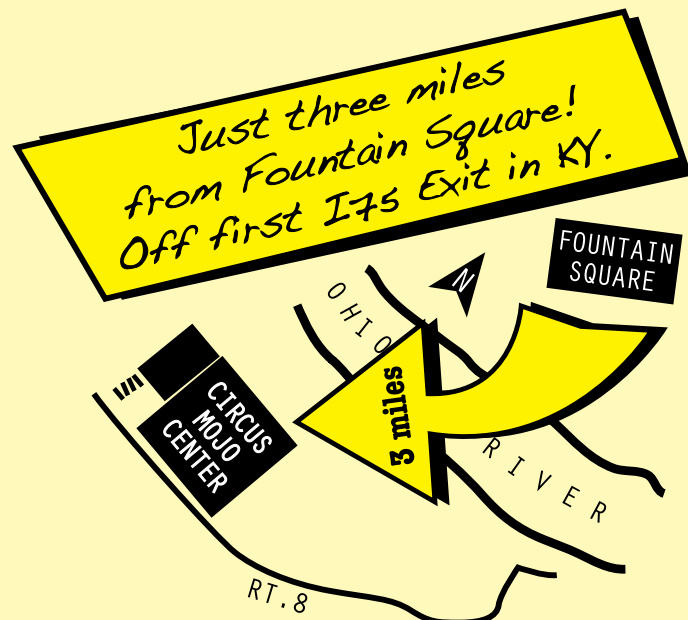 Just three miles
from Fountain Square!
Off first I75 Exit in KY.
FOUNTAIN
SQUARE
N
OHIO
3 miles
CIRCUS
MOJO
CENTER
RIVER
RT.8